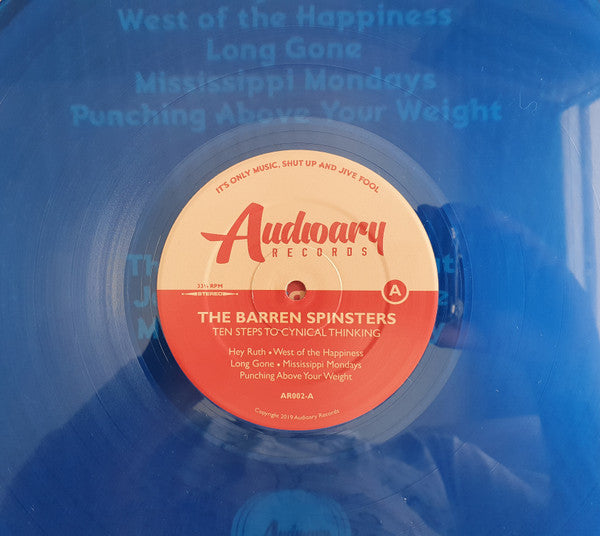 West of the Happiness
Long Gone
Mississippi Mondays
Punching Above Your Weight
IT'S ONLY MUSIC, SHUT UP AND JIVE FOOL
Audioary
RECORDS
33⅓ RPM
STEREO
A
THE BARREN SPINSTERS
TEN STEPS TO CYNICAL THINKING
Hey Ruth • West of the Happiness
Long Gone • Mississippi Mondays
Punching Above Your Weight
AR002-A
Copyright 2019 Audioary Records
Audioary